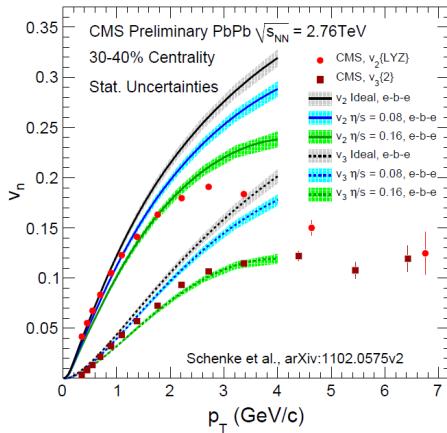 CMS Preliminary PbPb √s_NN = 2.76TeV
30-40% Centrality
Stat. Uncertainties
CMS, v₂{LYZ}
CMS, v₃{2}
v₂ Ideal, e-b-e
v₂ η/s = 0.08, e-b-e
v₂ η/s = 0.16, e-b-e
v₃ Ideal, e-b-e
v₃ η/s = 0.08, e-b-e
v₃ η/s = 0.16, e-b-e
vₙ
0.35
0.3
0.25
0.2
0.15
0.1
0.05
Schenke et al., arXiv:1102.0575v2
0 1 2 3 4 5 6 7
p_T (GeV/c)